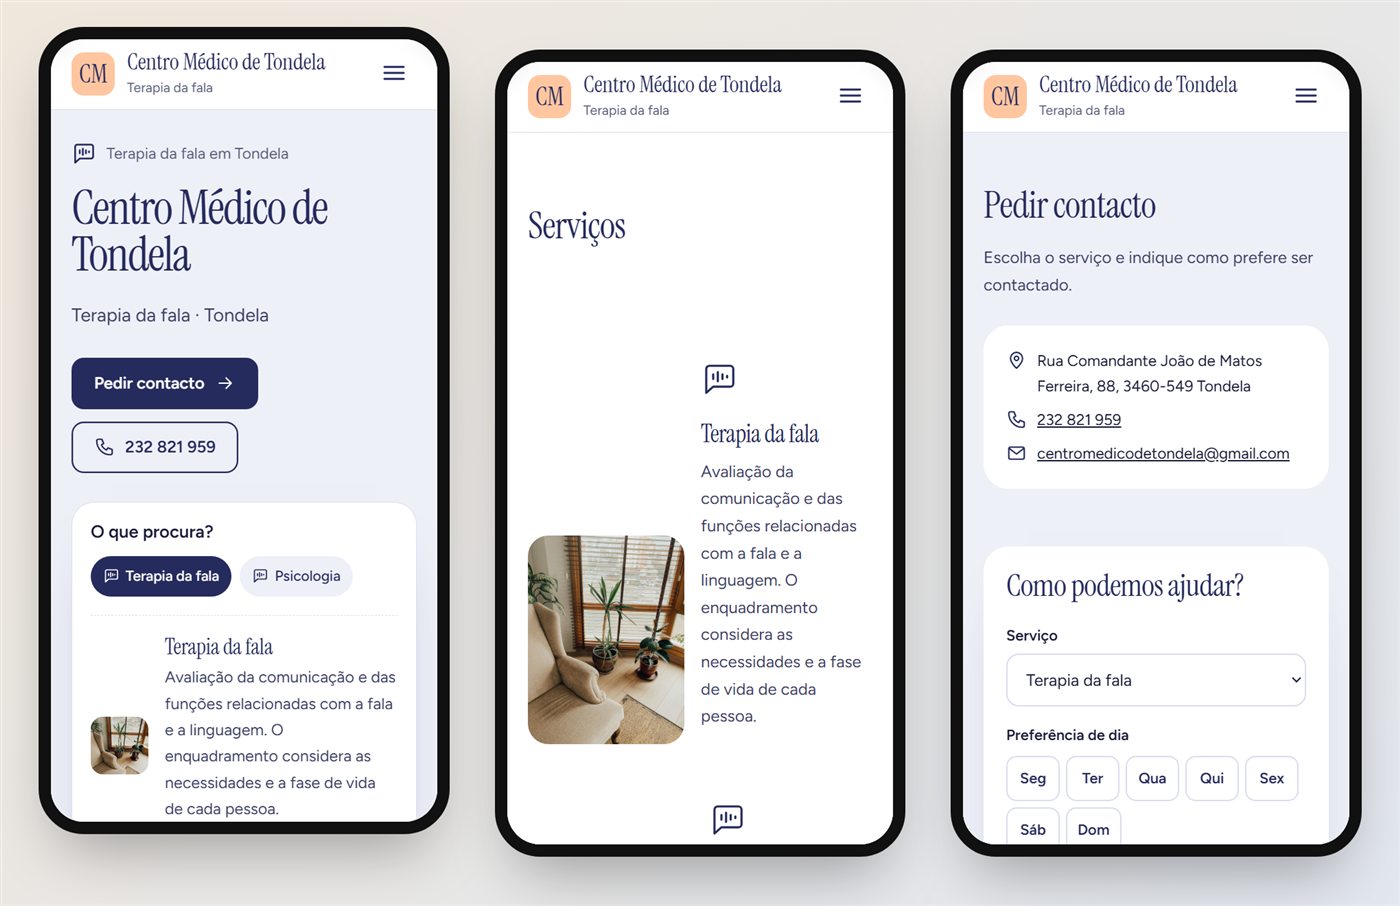 CM
Centro Médico de Tondela
Terapia da fala
Terapia da fala em Tondela
Centro Médico de
Tondela
Terapia da fala · Tondela
Pedir contacto
232 821 959
O que procura?
Terapia da fala
Psicologia
Terapia da fala
Avaliação da comunicação e das
funções relacionadas com a fala
e a linguagem. O
enquadramento considera as
necessidades e a fase de vida
de cada pessoa.
CM
Centro Médico de Tondela
Terapia da fala
Serviços
Terapia da fala
Avaliação da
comunicação e das
funções relacionadas
com a fala e a
linguagem. O
enquadramento
considera as
necessidades e a fase
de vida de cada
pessoa.
CM
Centro Médico de Tondela
Terapia da fala
Pedir contacto
Escolha o serviço e indique como prefere ser
contactado.
Rua Comandante João de Matos
Ferreira, 88, 3460-549 Tondela
232 821 959
centromedicodetondela@gmail.com
Como podemos ajudar?
Serviço
Terapia da fala
Preferência de dia
Seg Ter Qua Qui Sex
Sáb Dom